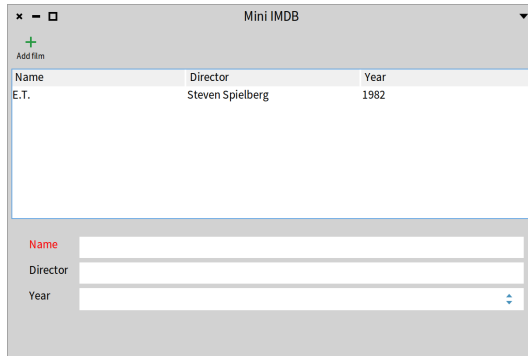 Mini IMDB
Add film
Name Director Year
E.T. Steven Spielberg 1982
Name
Director
Year